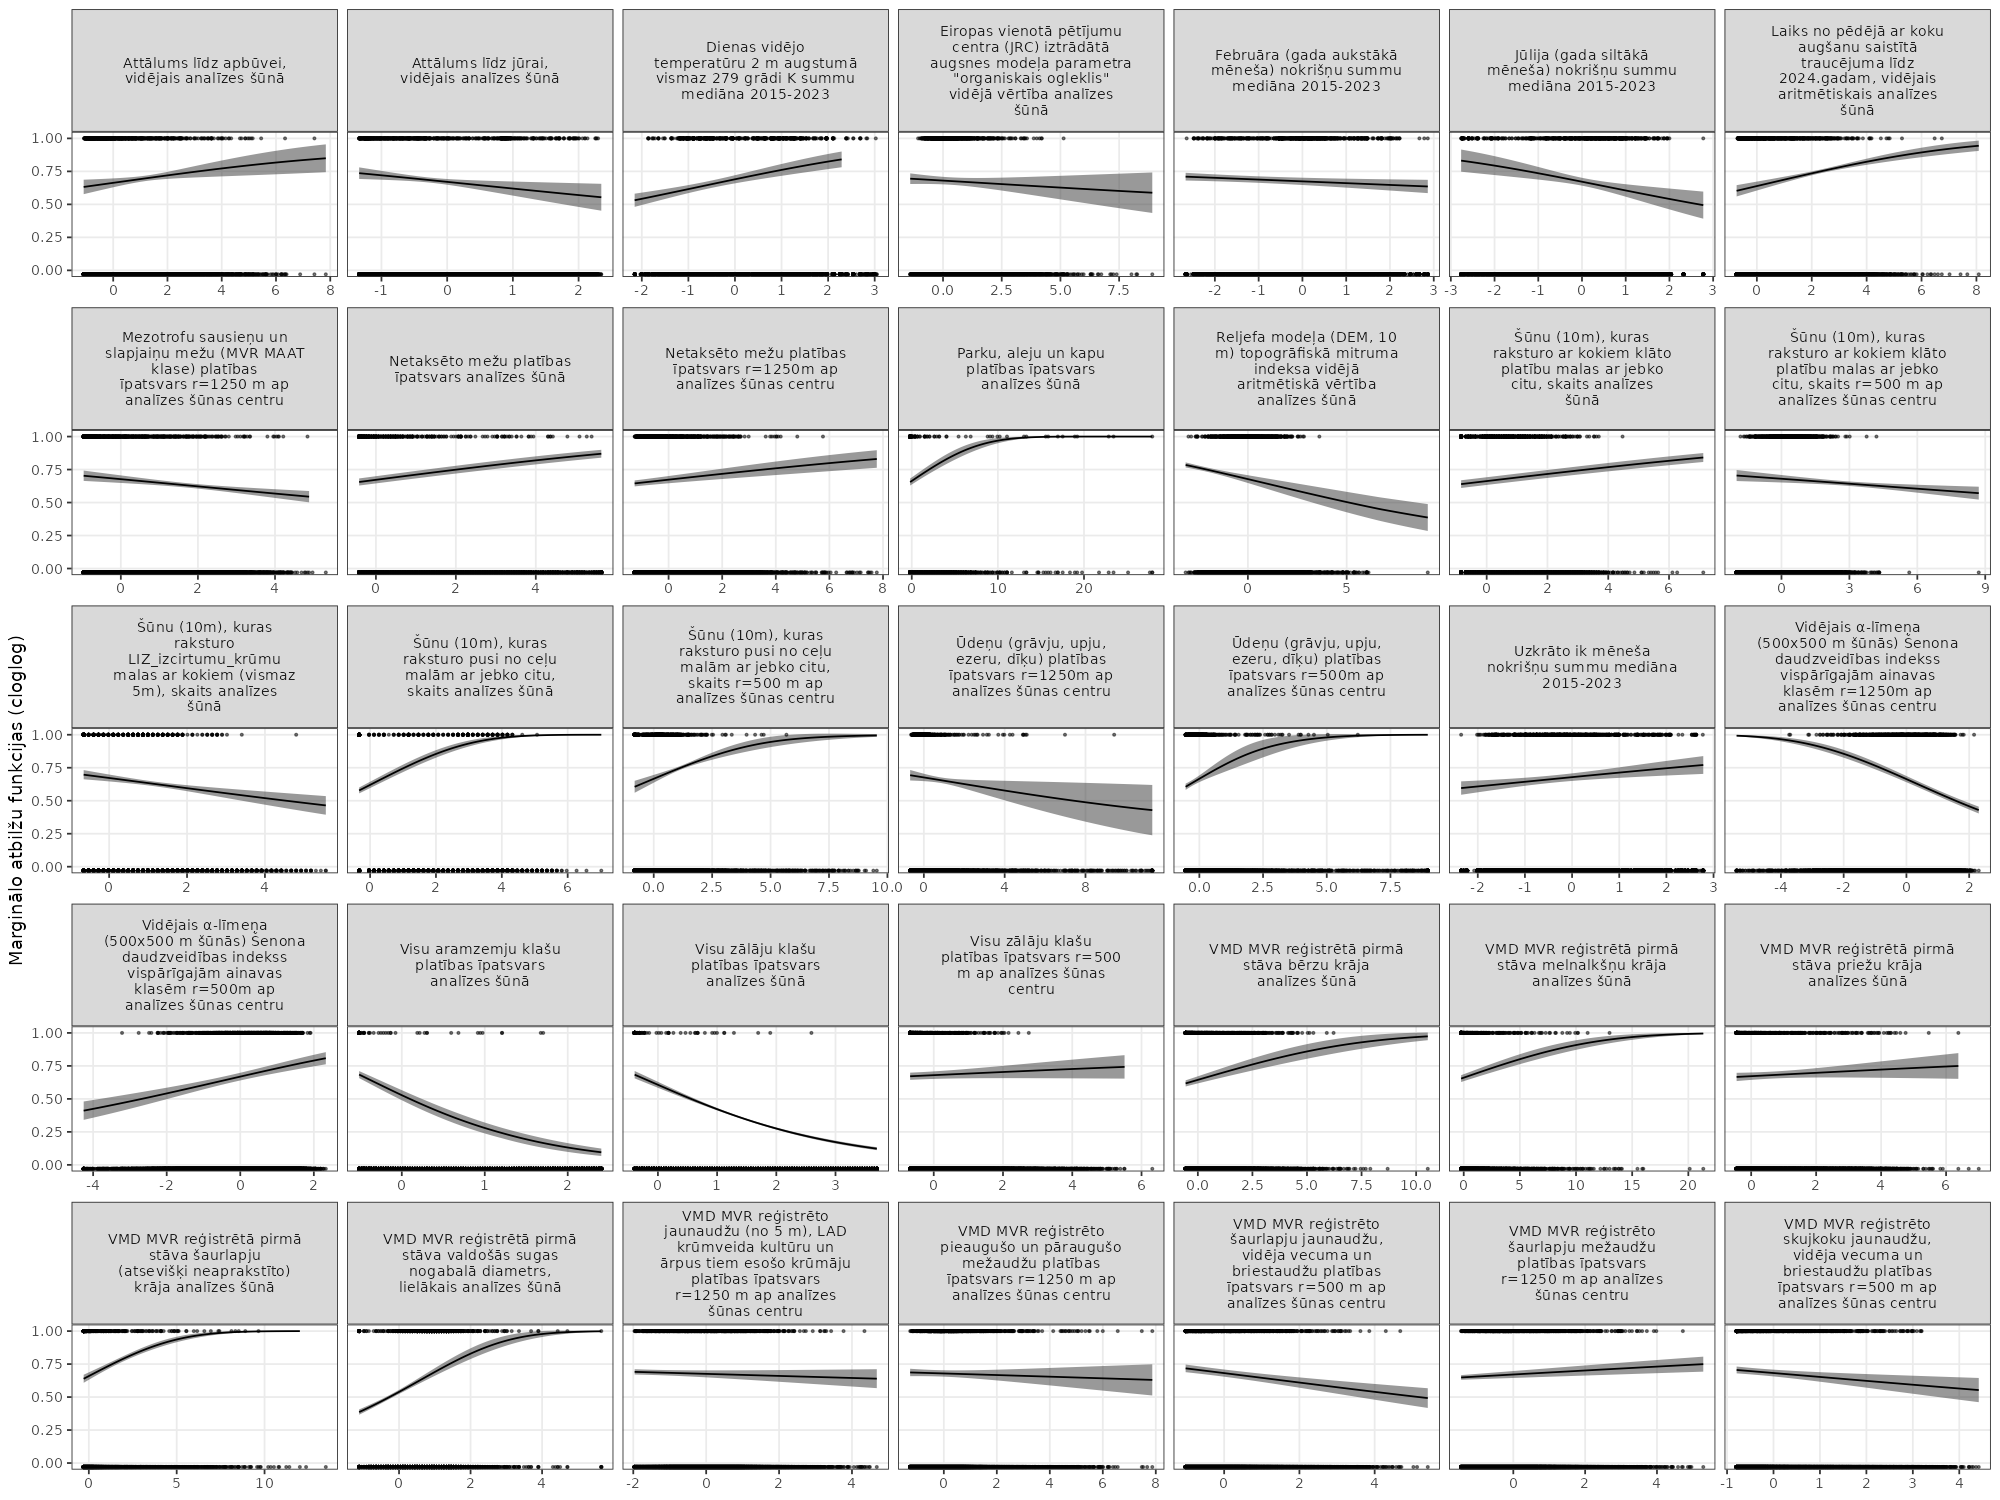 Attālums līdz apbūvei,
vidējais analīzes šūnā
Attālums līdz jūrai,
vidējais analīzes šūnā
Dienas vidējo
temperatūru 2 m augstumā
vismaz 279 grādi K summu
mediāna 2015-2023
Eiropas vienotā pētījumu
centra (JRC) iztrādātā
augsnes modeļa parametra
"organiskais ogleklis"
vidējā vērtība analīzes
šūnā
Februāra (gada aukstākā
mēneša) nokrišņu summu
mediāna 2015-2023
Jūlija (gada siltākā
mēneša) nokrišņu summu
mediāna 2015-2023
Laiks no pēdējā ar koku
augšanu saistītā
traucējuma līdz
2024.gadam, vidējais
aritmētiskais analīzes
šūnā
1.00
0.75
0.50
0.25
0.00
0 2 4 6 8
-1 0 1 2
-2 -1 0 1 2 3
0.0 2.5 5.0 7.5
-2 -1 0 1 2 3
-3 -2 -1 0 1 2 3
0 2 4 6 8
Mezotrofu sausieņu un
slapjaiņu mežu (MVR MAAT
klase) platības
īpatsvars r=1250 m ap
analīzes šūnas centru
Netaksēto mežu platības
īpatsvars analīzes šūnā
Netaksēto mežu platības
īpatsvars r=1250m ap
analīzes šūnas centru
Parku, aleju un kapu
platības īpatsvars
analīzes šūnā
Reljefa modeļa (DEM, 10
m) topogrāfiskā mitruma
indeksa vidējā
aritmētiskā vērtība
analīzes šūnā
Šūnu (10m), kuras
raksturo ar kokiem klāto
platību malas ar jebko
citu, skaits analīzes
šūnā
Šūnu (10m), kuras
raksturo ar kokiem klāto
platību malas ar jebko
citu, skaits r=500 m ap
analīzes šūnas centru
1.00
0.75
0.50
0.25
0.00
0 2 4
0 2 4
0 2 4 6 8
0 10 20
0 5
0 2 4 6
0 3 6 9
Marginālo atbilžu funkcijas (cloglog)
Šūnu (10m), kuras
raksturo
LIZ_izcirtumu_krūmu
malas ar kokiem (vismaz
5m), skaits analīzes
šūnā
Šūnu (10m), kuras
raksturo pusi no ceļu
malām ar jebko citu,
skaits analīzes šūnā
Šūnu (10m), kuras
raksturo pusi no ceļu
malām ar jebko citu,
skaits r=500 m ap
analīzes šūnas centru
Ūdeņu (grāvju, upju,
ezeru, dīķu) platības
īpatsvars r=1250m ap
analīzes šūnas centru
Ūdeņu (grāvju, upju,
ezeru, dīķu) platības
īpatsvars r=500m ap
analīzes šūnas centru
Uzkrāto ik mēneša
nokrišņu summu mediāna
2015-2023
Vidējais α-līmeņa
(500x500 m šūnās) Šenona
daudzveidības indekss
vispārīgajām ainavas
klasēm r=1250m ap
analīzes šūnas centru
1.00
0.75
0.50
0.25
0.00
0 2 4
0 2 4 6
0.0 2.5 5.0 7.5 10.0
0 4 8
0.0 2.5 5.0 7.5
-2 -1 0 1 2 3
-4 -2 0 2
Vidējais α-līmeņa
(500x500 m šūnās) Šenona
daudzveidības indekss
vispārīgajām ainavas
klasēm r=500m ap
analīzes šūnas centru
Visu aramzemju klašu
platības īpatsvars
analīzes šūnā
Visu zālāju klašu
platības īpatsvars
analīzes šūnā
Visu zālāju klašu
platības īpatsvars r=500
m ap analīzes šūnas
centru
VMD MVR reģistrētā pirmā
stāva bērzu krāja
analīzes šūnā
VMD MVR reģistrētā pirmā
stāva melnalkšņu krāja
analīzes šūnā
VMD MVR reģistrētā pirmā
stāva priežu krāja
analīzes šūnā
1.00
0.75
0.50
0.25
0.00
-4 -2 0 2
0 1 2
0 1 2 3
0 2 4 6
0.0 2.5 5.0 7.5 10.0
0 5 10 15 20
0 2 4 6
VMD MVR reģistrētā pirmā
stāva šaurlapju
(atsevišķi neaprakstīto)
krāja analīzes šūnā
VMD MVR reģistrētā pirmā
stāva valdošās sugas
nogabalā diametrs,
lielākais analīzes šūnā
VMD MVR reģistrēto
jaunaudžu (no 5 m), LAD
krūmveida kultūru un
ārpus tiem esošo krūmāju
platības īpatsvars
r=1250 m ap analīzes
šūnas centru
VMD MVR reģistrēto
pieaugušo un pāraugušo
mežaudžu platības
īpatsvars r=1250 m ap
analīzes šūnas centru
VMD MVR reģistrēto
šaurlapju jaunaudžu,
vidēja vecuma un
briestaudžu platības
īpatsvars r=500 m ap
analīzes šūnas centru
VMD MVR reģistrēto
šaurlapju mežaudžu
platības īpatsvars
r=1250 m ap analīzes
šūnas centru
VMD MVR reģistrēto
skujkoku jaunaudžu,
vidēja vecuma un
briestaudžu platības
īpatsvars r=500 m ap
analīzes šūnas centru
1.00
0.75
0.50
0.25
0.00
0 5 10
0 2 4
-2 0 2 4
0 2 4 6 8
0 2 4
0 2 4
-1 0 1 2 3 4